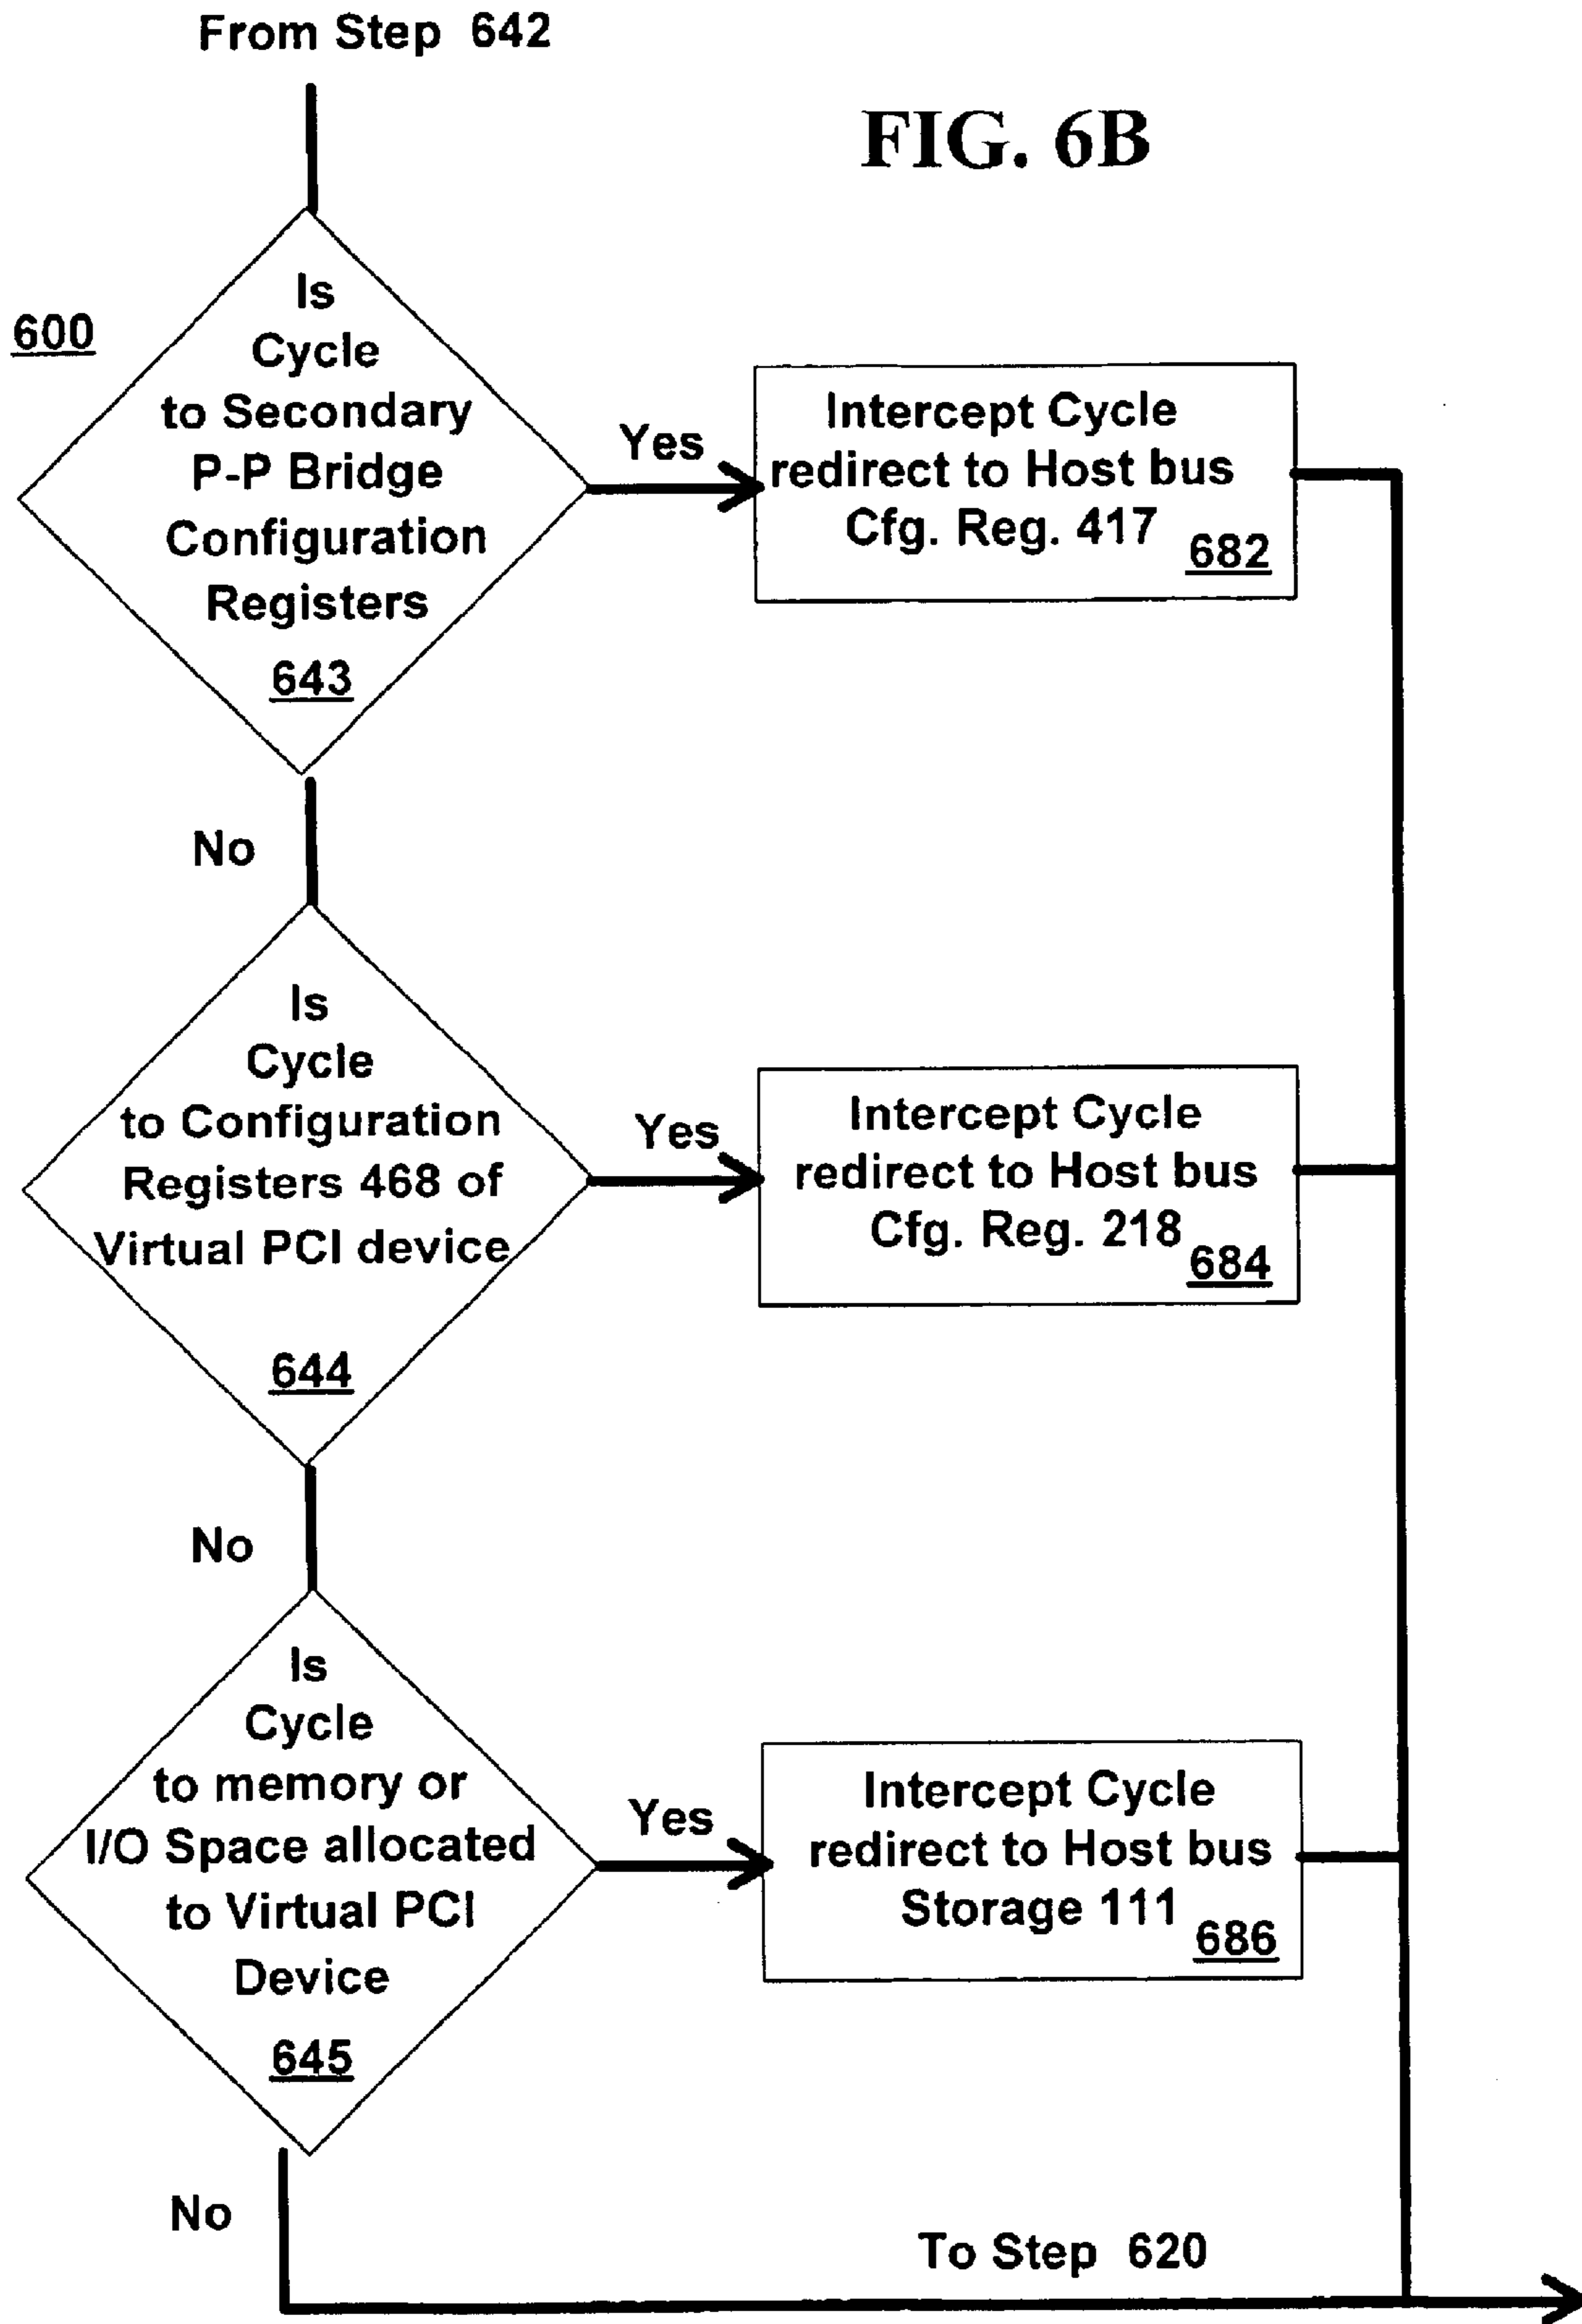 From Step 642
FIG. 6B
600
Is
Cycle
to Secondary
P-P Bridge
Configuration
Registers
643
Yes
Intercept Cycle
redirect to Host bus
Cfg. Reg. 417
682
No
Is
Cycle
to Configuration
Registers 468 of
Virtual PCI device
644
Yes
Intercept Cycle
redirect to Host bus
Cfg. Reg. 218
684
No
Is
Cycle
to memory or
I/O Space allocated
to Virtual PCI
Device
645
Yes
Intercept Cycle
redirect to Host bus
Storage 111
686
No
To Step 620